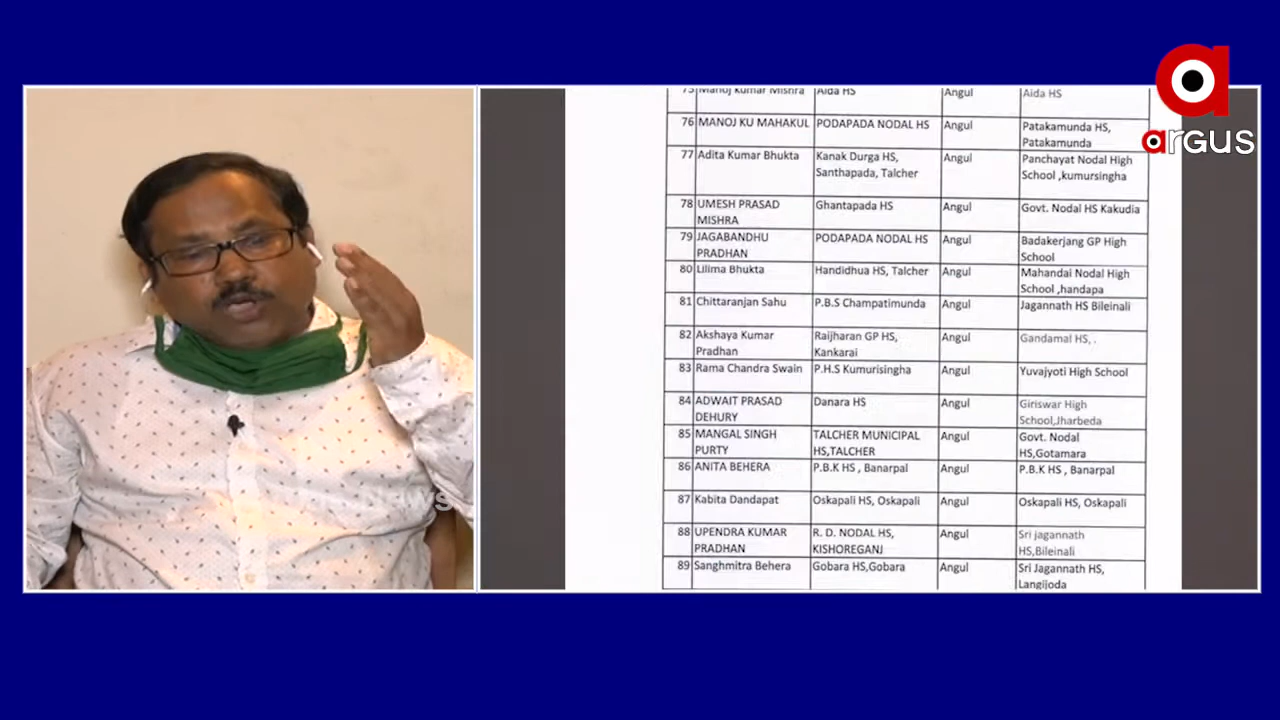 argus
75 Manoj Kumar Mishra Aida HS Angul Aida HS
76 MANOJ KU MAHAKUL PODAPADA NODAL HS Angul Patakamunda HS,
Patakamunda
77 Adita Kumar Bhukta Kanak Durga HS, Angul Panchayat Nodal High
Santhapada, Talcher School ,kumursingha
78 UMESH PRASAD Ghantapada HS Angul Govt. Nodal HS Kakudia
MISHRA
79 JAGABANDHU PODAPADA NODAL HS Angul Badakerjang GP High
PRADHAN School
80 Lilima Bhukta Handidhua HS, Talcher Angul Mahandai Nodal High
School ,handapa
81 Chittaranjan Sahu P.B.S Champatimunda Angul Jagannath HS Bileinali
82 Akshaya Kumar Raijharan GP HS, Angul Gandamal HS, .
Pradhan Kankarai
83 Rama Chandra Swain P.H.S Kumurisingha Angul Yuvajyoti High School
84 ADWAIT PRASAD Danara HS Angul Giriswar High
DEHURY School,Jharbeda
85 MANGAL SINGH TALCHER MUNICIPAL Angul Govt. Nodal
PURTY HS,TALCHER HS,Gotamara
86 ANITA BEHERA P.B.K HS , Banarpal Angul P.B.K HS , Banarpal
87 Kabita Dandapat Oskapali HS, Oskapali Angul Oskapali HS, Oskapali
88 UPENDRA KUMAR R. D. NODAL HS, Angul Sri jagannath
PRADHAN KISHOREGANJ HS,Bileinali
89 Sanghmitra Behera Gobara HS,Gobara Angul Sri Jagannath HS,
Langijoda
News